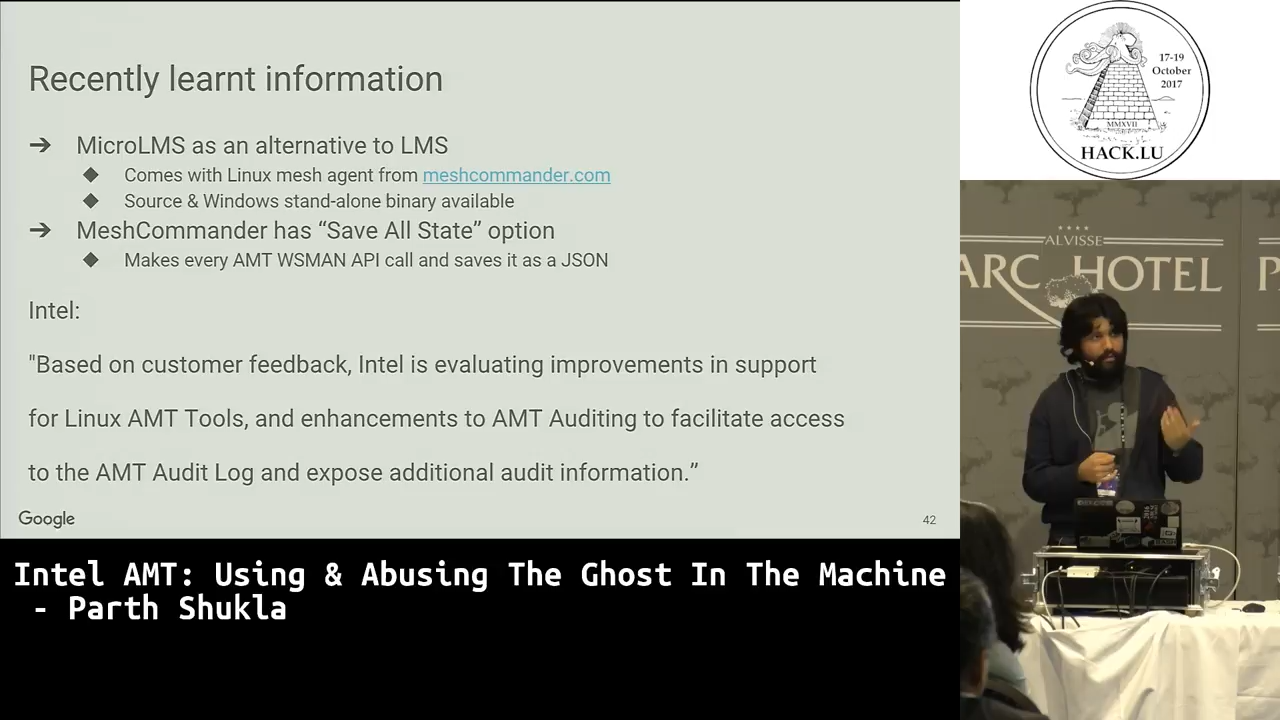 Recently learnt information
➔ MicroLMS as an alternative to LMS
◆ Comes with Linux mesh agent from meshcommander.com
◆ Source & Windows stand-alone binary available
➔ MeshCommander has “Save All State” option
◆ Makes every AMT WSMAN API call and saves it as a JSON
Intel:
"Based on customer feedback, Intel is evaluating improvements in support
for Linux AMT Tools, and enhancements to AMT Auditing to facilitate access
to the AMT Audit Log and expose additional audit information.”
Google
42
17-19
October
2017
MMXVII
HACK.LU
ALVISSE
ARC HOTEL P
Intel AMT: Using & Abusing The Ghost In The Machine
- Parth Shukla